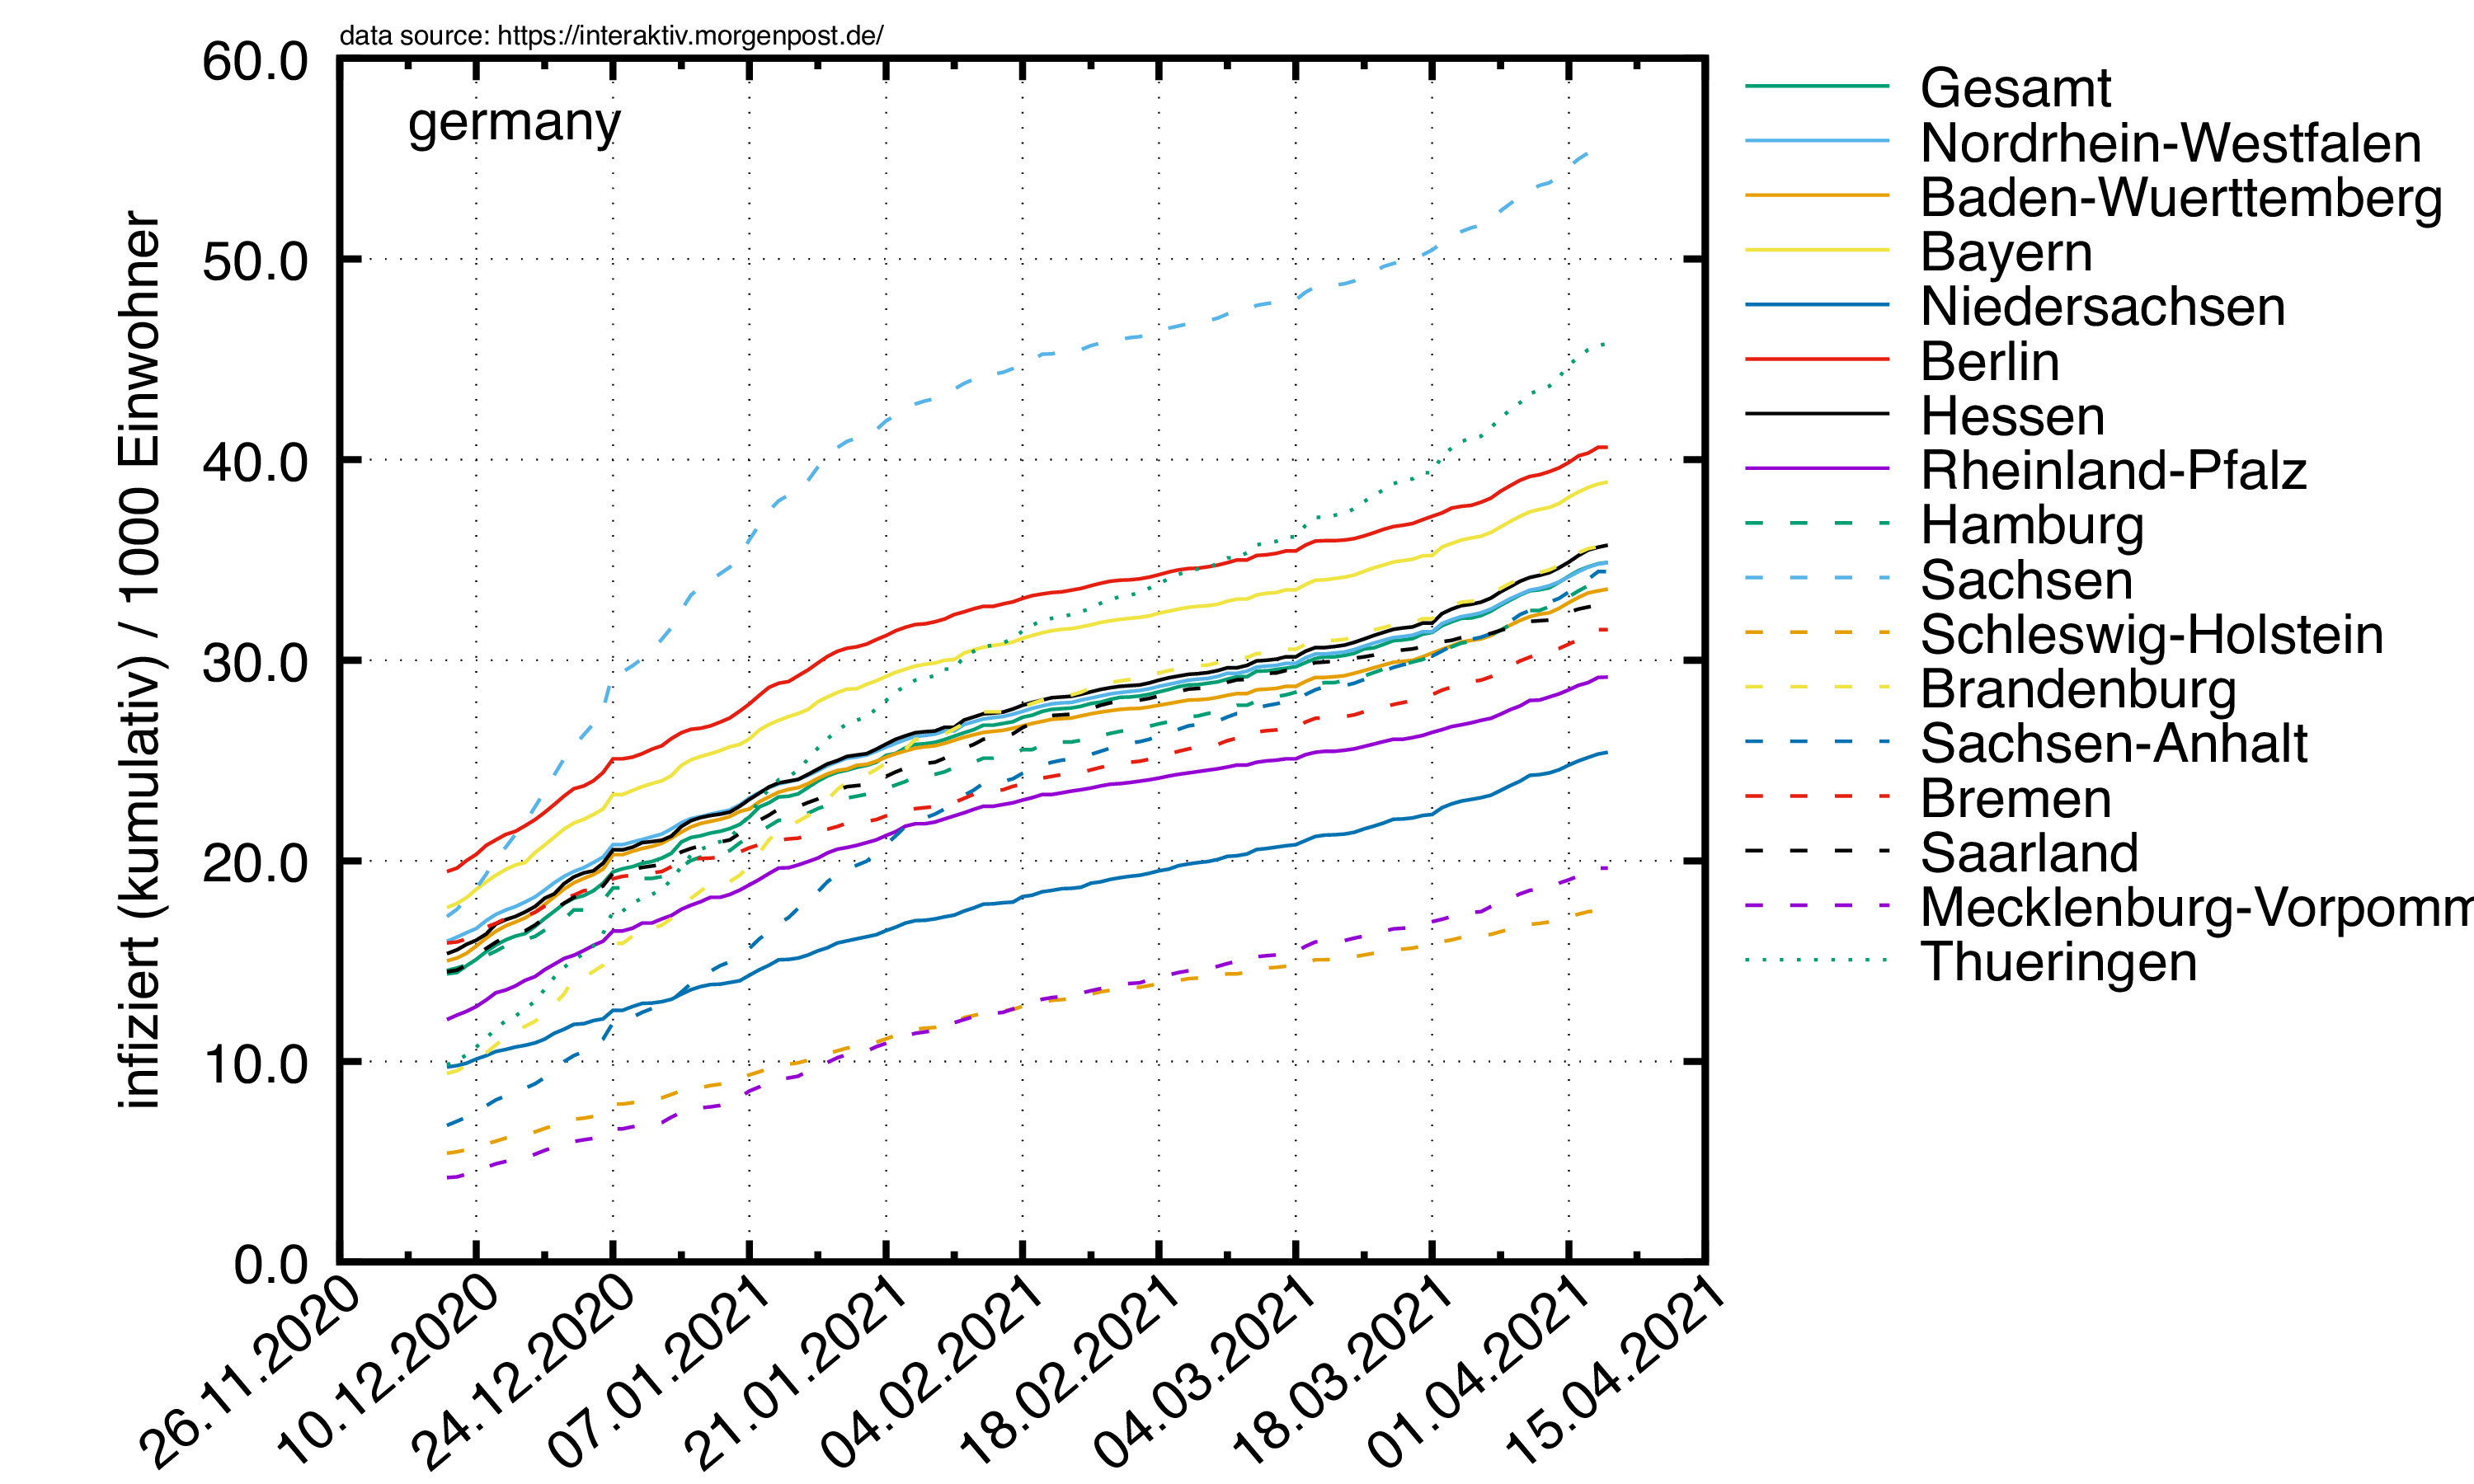 data source: https://interaktiv.morgenpost.de/
60.0
50.0
40.0
30.0
20.0
10.0
0.0
infiziert (kumulativ) / 1000 Einwohner
germany
26.11.2020
10.12.2020
24.12.2020
07.01.2021
21.01.2021
04.02.2021
18.02.2021
04.03.2021
18.03.2021
01.04.2021
15.04.2021
Gesamt
Nordrhein-Westfalen
Baden-Wuerttemberg
Bayern
Niedersachsen
Berlin
Hessen
Rheinland-Pfalz
Hamburg
Sachsen
Schleswig-Holstein
Brandenburg
Sachsen-Anhalt
Bremen
Saarland
Mecklenburg-Vorpomm
Thueringen